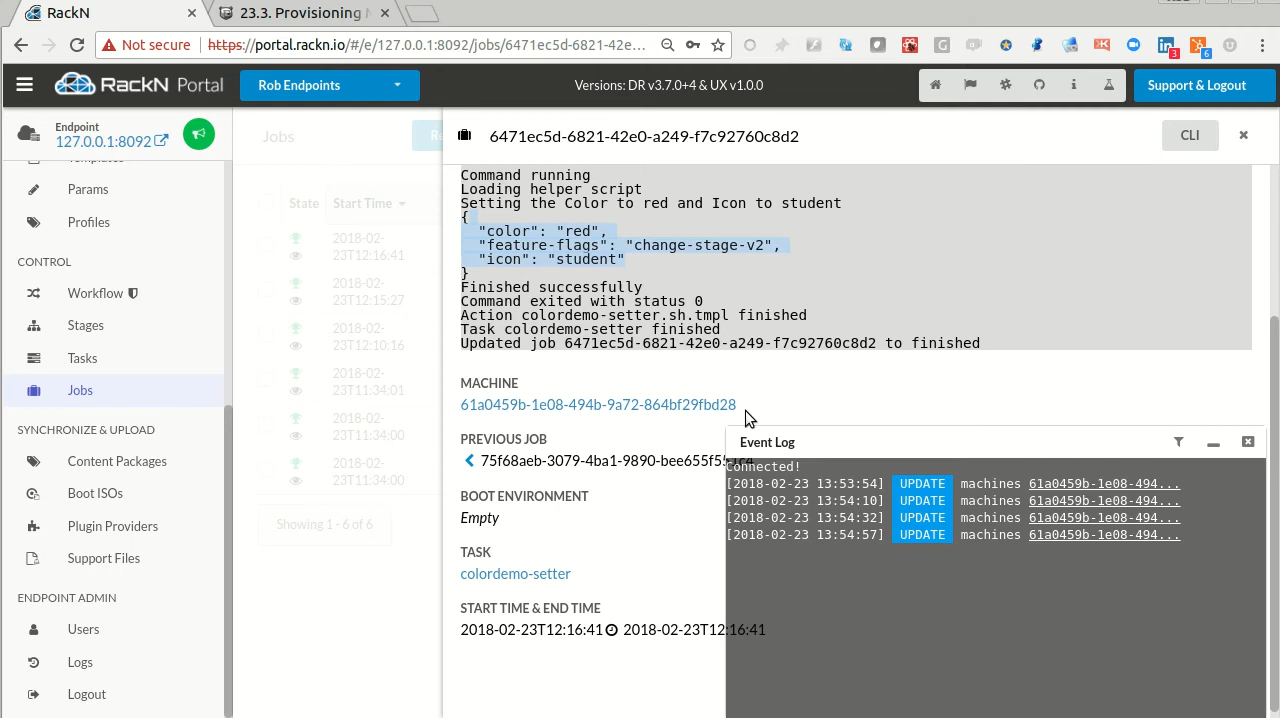 RackN
23.3. Provisioning M
Not secure
https://portal.rackn.io/#/e/127.0.0.1:8092/jobs/6471ec5d-6821-42e...
3
6
RACKN Portal
Rob Endpoints
Versions: DR v3.7.0+4 & UX v1.0.0
Support & Logout
Endpoint
127.0.0.1:8092
Templates
Params
Profiles
CONTROL
Workflow
Stages
Tasks
Jobs
SYNCHRONIZE & UPLOAD
Content Packages
Boot ISOs
Plugin Providers
Support Files
ENDPOINT ADMIN
Users
Logs
Logout
Jobs
Re
State
Start Time
2018-02-
23T12:16:41
2018-02-
23T12:15:27
2018-02-
23T12:10:16
2018-02-
23T11:34:01
2018-02-
23T11:34:00
2018-02-
23T11:34:00
Showing 1 - 6 of 6
6471ec5d-6821-42e0-a249-f7c92760c8d2
CLI
Command running
Loading helper script
Setting the Color to red and Icon to student
{
"color": "red",
"feature-flags": "change-stage-v2",
"icon": "student"
}
Finished successfully
Command exited with status 0
Action colordemo-setter.sh.tmpl finished
Task colordemo-setter finished
Updated job 6471ec5d-6821-42e0-a249-f7c92760c8d2 to finished
MACHINE
61a0459b-1e08-494b-9a72-864bf29fbd28
PREVIOUS JOB
BOOT ENVIRONMENT
Empty
TASK
colordemo-setter
START TIME & END TIME
2018-02-23T12:16:41 2018-02-23T12:16:41
Event Log
Connected!
[2018-02-23 13:53:54] UPDATE machines 61a0459b-1e08-494...
[2018-02-23 13:54:10] UPDATE machines 61a0459b-1e08-494...
[2018-02-23 13:54:32] UPDATE machines 61a0459b-1e08-494...
[2018-02-23 13:54:57] UPDATE machines 61a0459b-1e08-494...